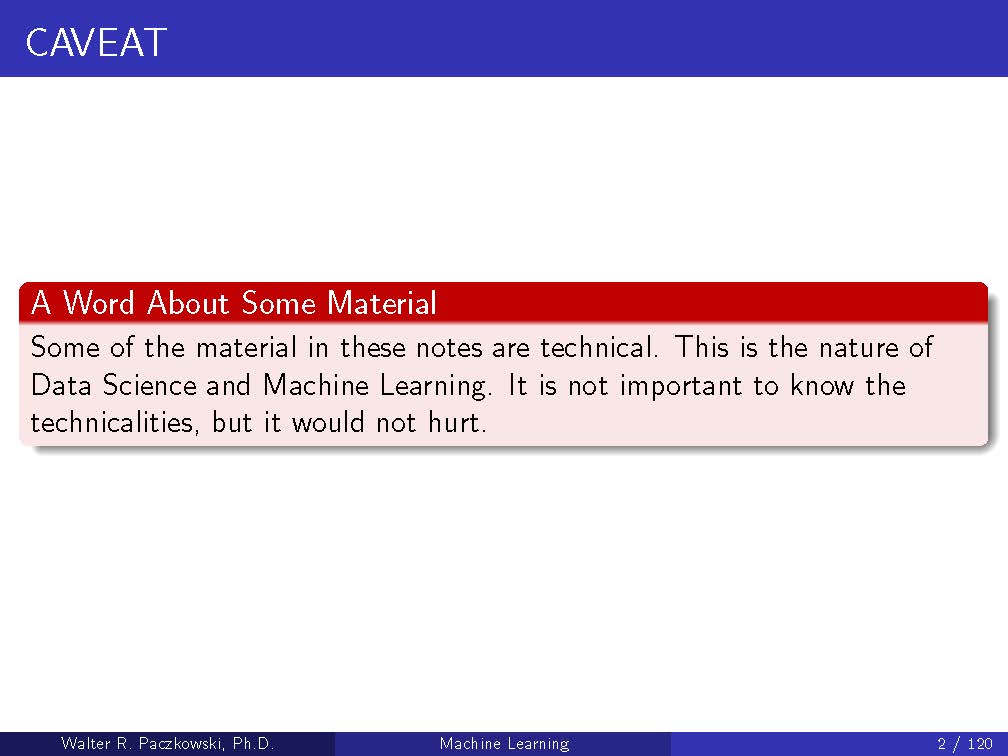 CAVEAT
A Word About Some Material
Some of the material in these notes are technical. This is the nature of
Data Science and Machine Learning. It is not important to know the
technicalities, but it would not hurt.
Walter R. Paczkowski, Ph.D.
Machine Learning
2 / 120